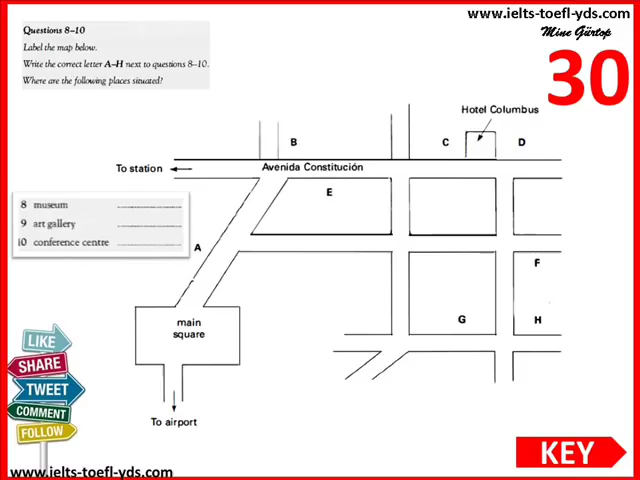 www.ielts-toefl-yds.com
Mine Gürtop
30
Questions 8–10
Label the map below.
Write the correct letter A–H next to questions 8–10.
Where are the following places situated?
Hotel Columbus
B
C
D
To station
Avenida Constitución
E
8 museum
9 art gallery
10 conference centre
A
F
main
square
G
H
To airport
LIKE
SHARE
TWEET
COMMENT
FOLLOW
KEY
www.ielts-toefl-yds.com